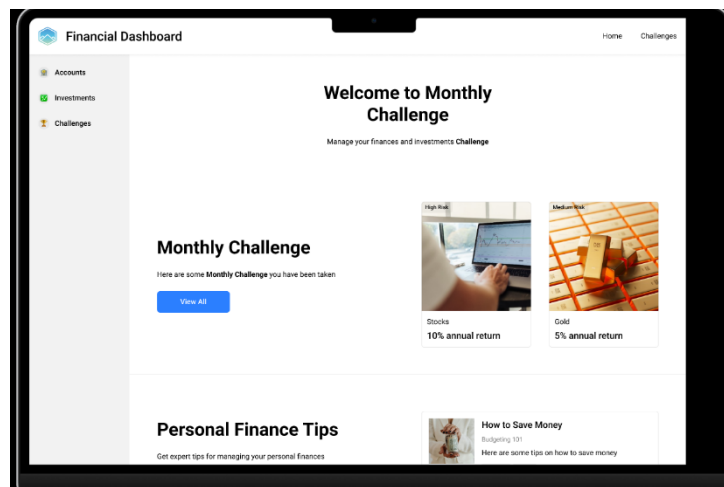 Financial Dashboard
Home
Challenges
Accounts
Investments
Challenges
Welcome to Monthly
Challenge
Manage your finances and investments Challenge
Monthly Challenge
Here are some Monthly Challenge you have been taken
View All
High Risk
Stocks
10% annual return
Medium Risk
Gold
5% annual return
Personal Finance Tips
Get expert tips for managing your personal finances
How to Save Money
Budgeting 101
Here are some tips on how to save money